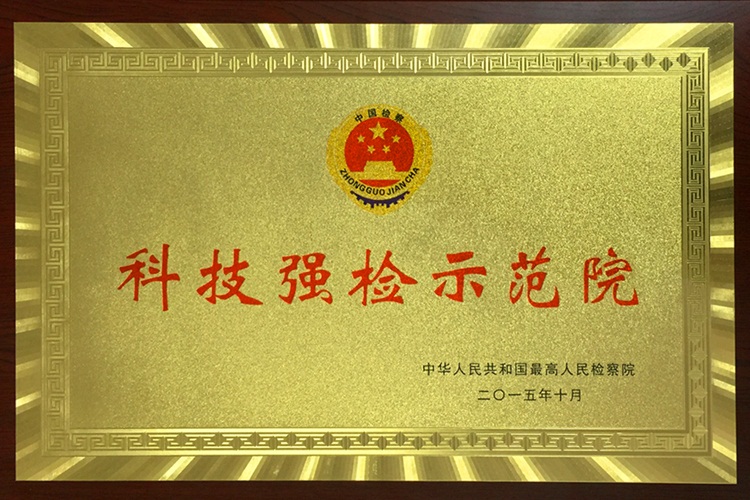 中国检察
ZHONGGUOJIANCHA
科技强检示范院
中华人民共和国最高人民检察院
二〇一五年十月